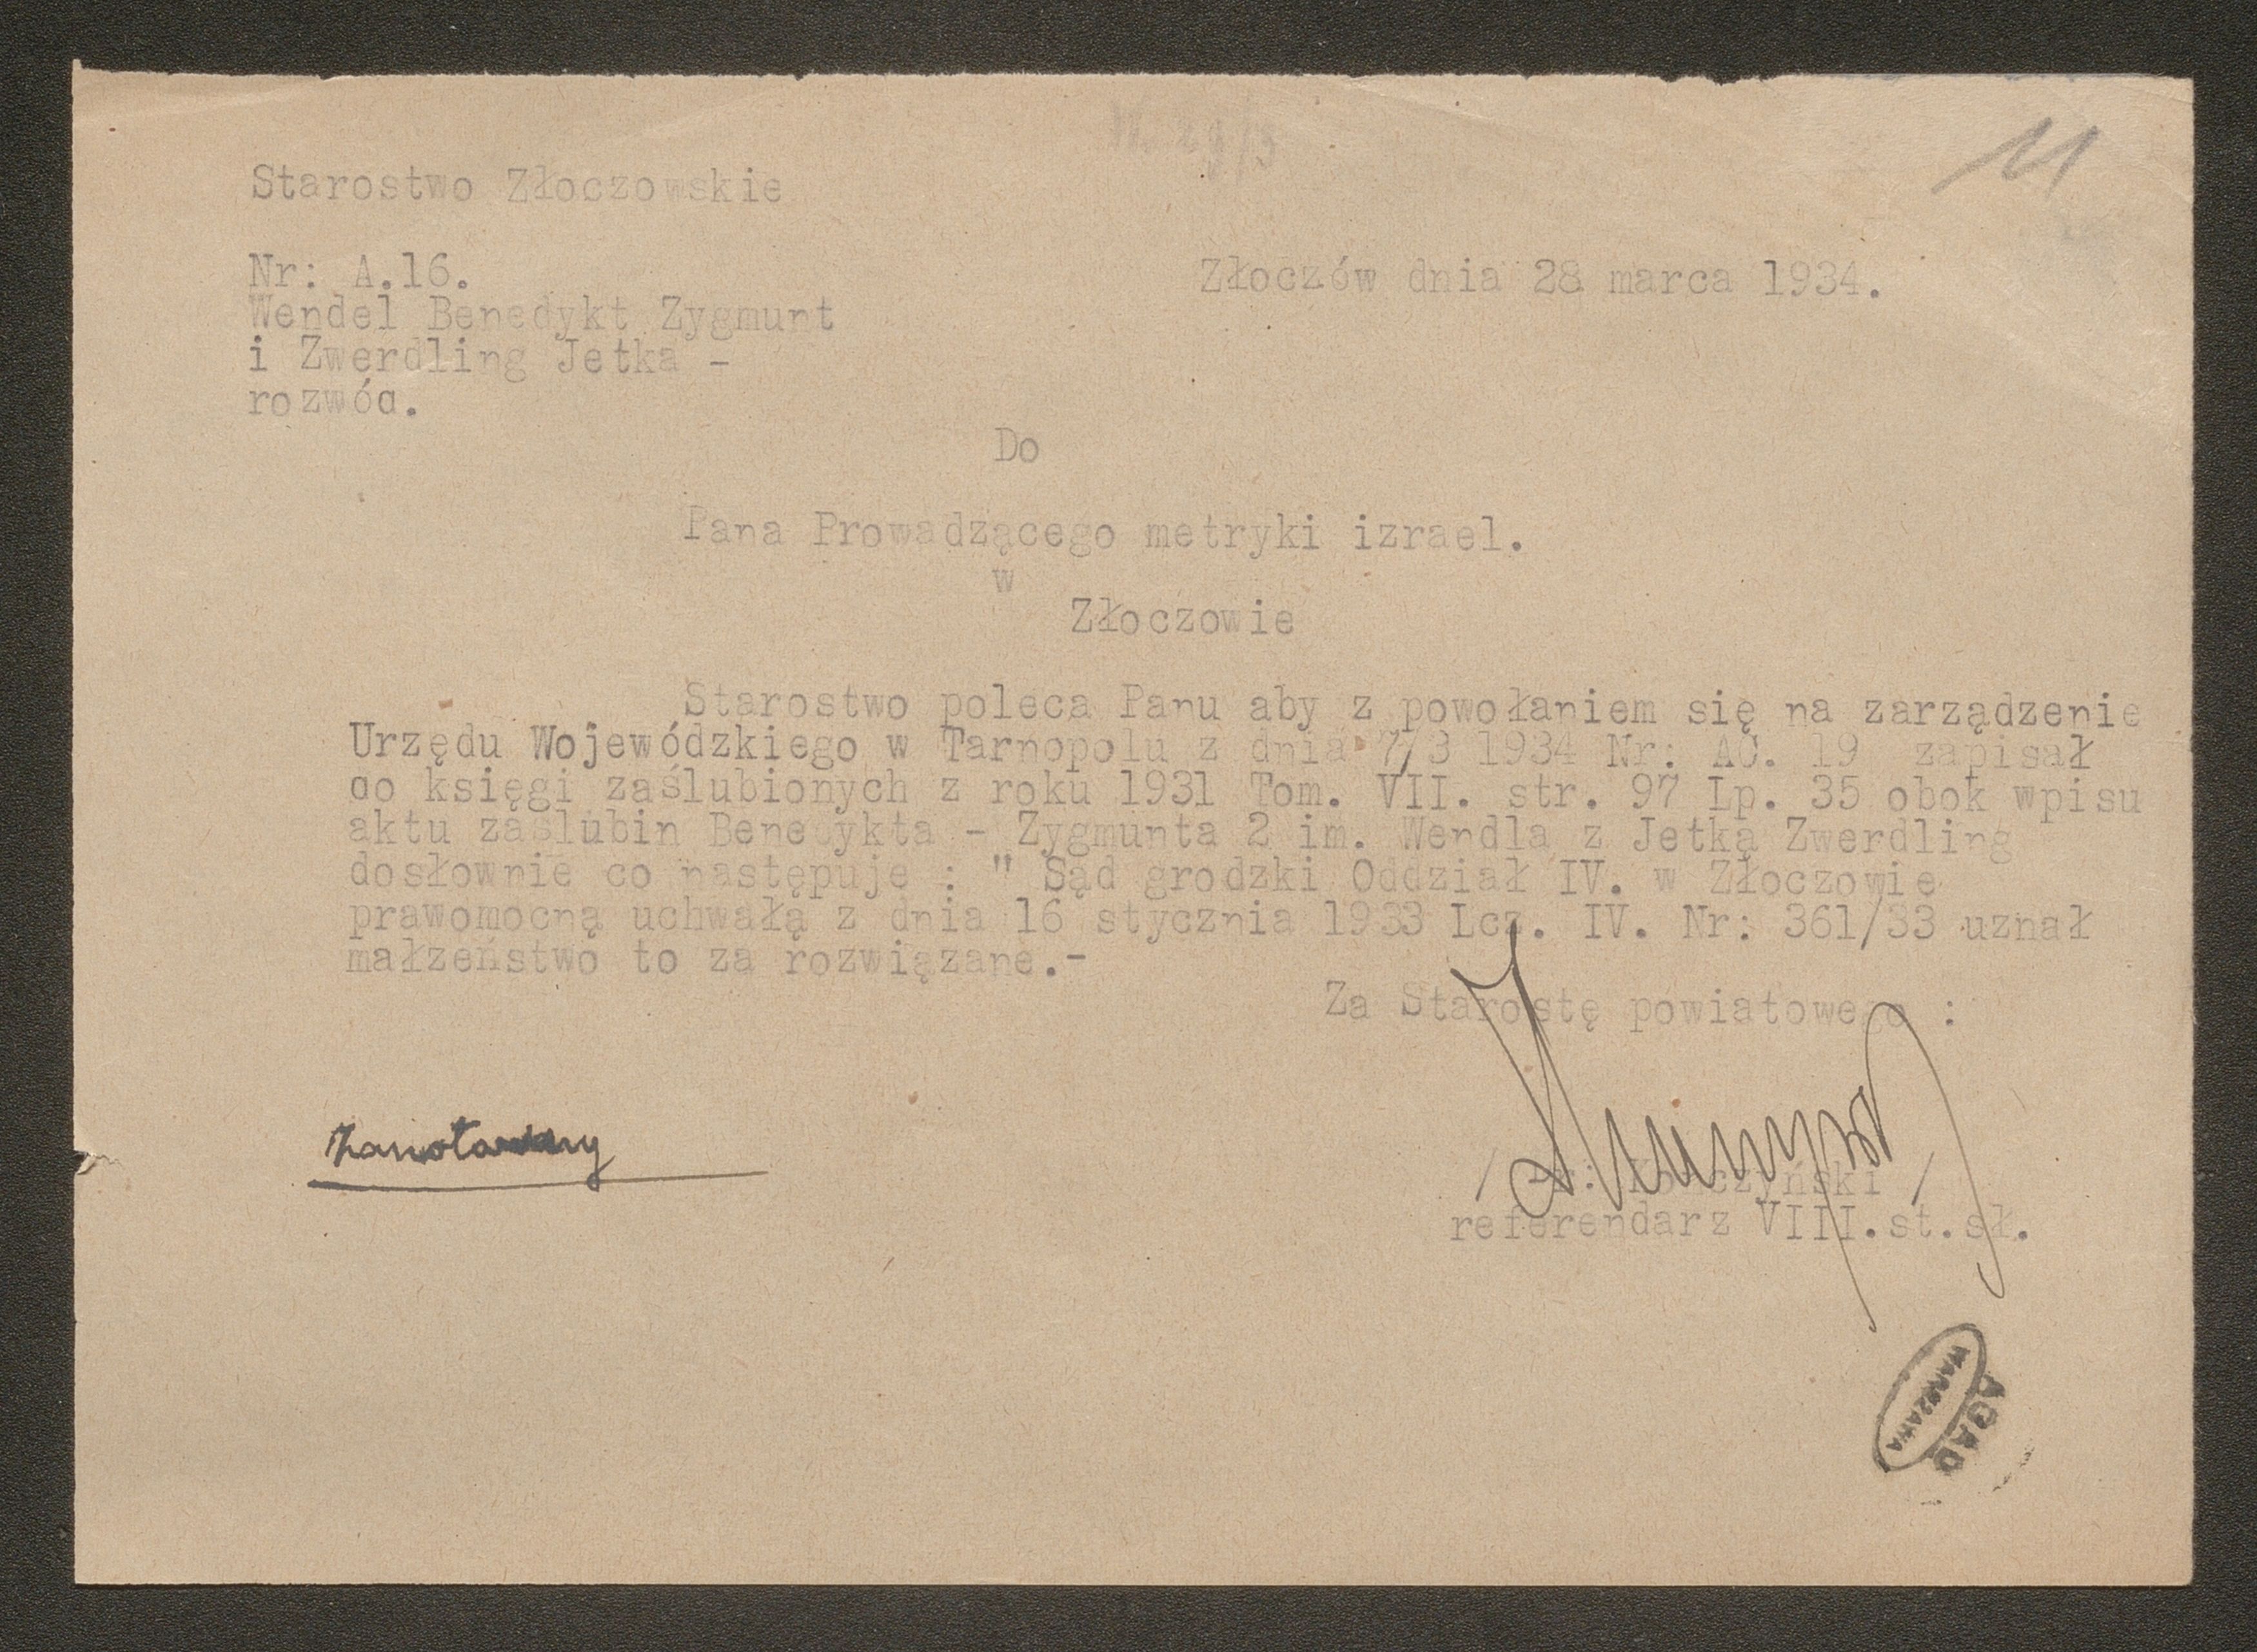 11
Starostwo Złoczowskie
Nr: A.16.
Złoczów dnia 28 marca 1934.
Wendel Benedykt Zygmunt
i Zwerdling Jetka -
rozwód.
Do
Pana Prowadzącego metryki izrael.
w
Złoczowie
Starostwo poleca Panu aby z powołaniem się na zarządzenie
Urzędu Wojewódzkiego w Tarnopolu z dnia 7/3 1934 Nr: AC. 19 zapisał
do księgi zaślubionych z roku 1931 Tom. VII. str. 97 Lp. 35 obok wpisu
aktu zaślubin Benedykta - Zygmunta 2 im. Wendla z Jetką Zwerdling
dosłownie co następuje : " Sąd grodzki Oddział IV. w Złoczowie
prawomocną uchwałą z dnia 16 stycznia 1933 Lcz. IV. Nr: 361/33 uznał
małżeństwo to za rozwiązane.-
Za Starostę powiatowego :
zanotowany
referendarz VIII.st.sł.
AGAD
WARSZAWA